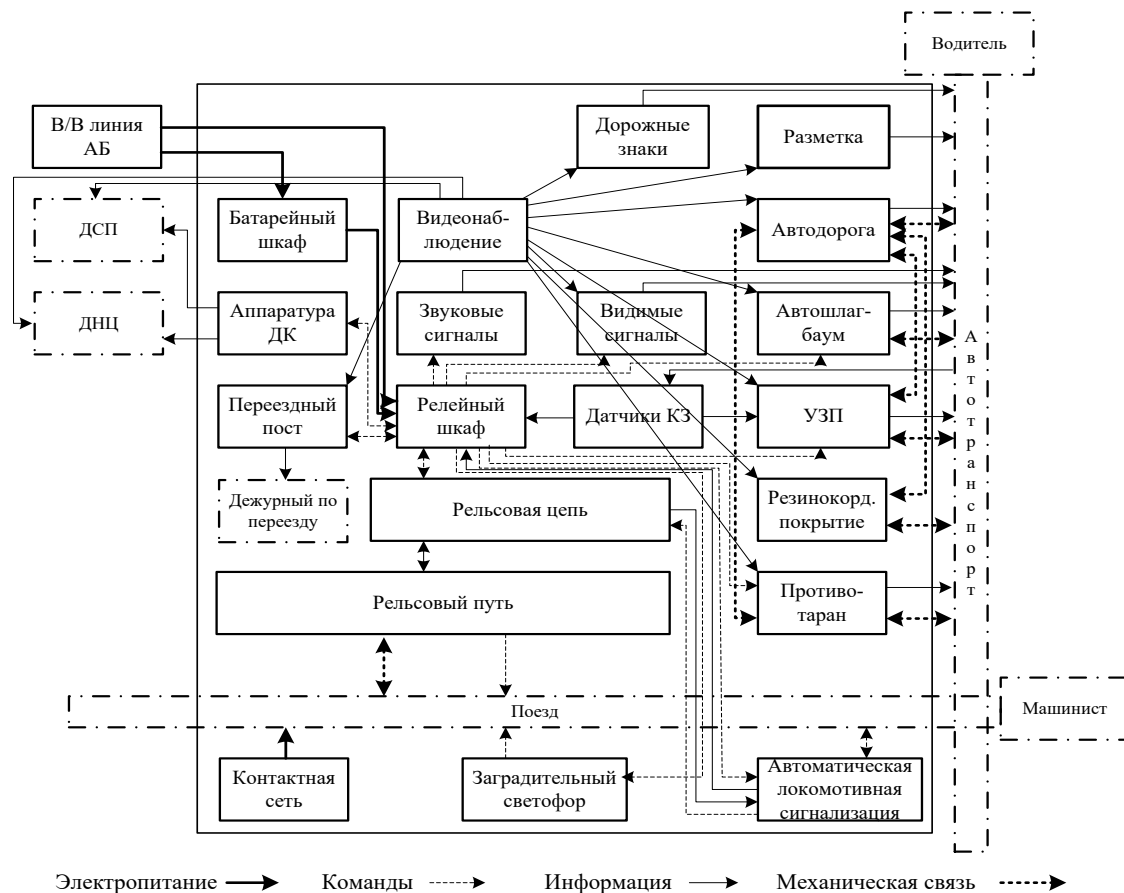 Водитель
В/В линия
АБ
Дорожные
знаки
Разметка
ДСП
Батарейный
шкаф
Видеонаб-
людение
Автодорога
ДНЦ
Аппаратура
ДК
Звуковые
сигналы
Видимые
сигналы
Автошлаг-
баум
Автотранспорт
Переездный
пост
Релейный
шкаф
Датчики КЗ
УЗП
Дежурный по
переезду
Рельсовая цепь
Резинокорд.
покрытие
Рельсовый путь
Противо-
таран
Поезд
Машинист
Контактная
сеть
Заградительный
светофор
Автоматическая
локомотивная
сигнализация
Электропитание
Команды
Информация
Механическая связь